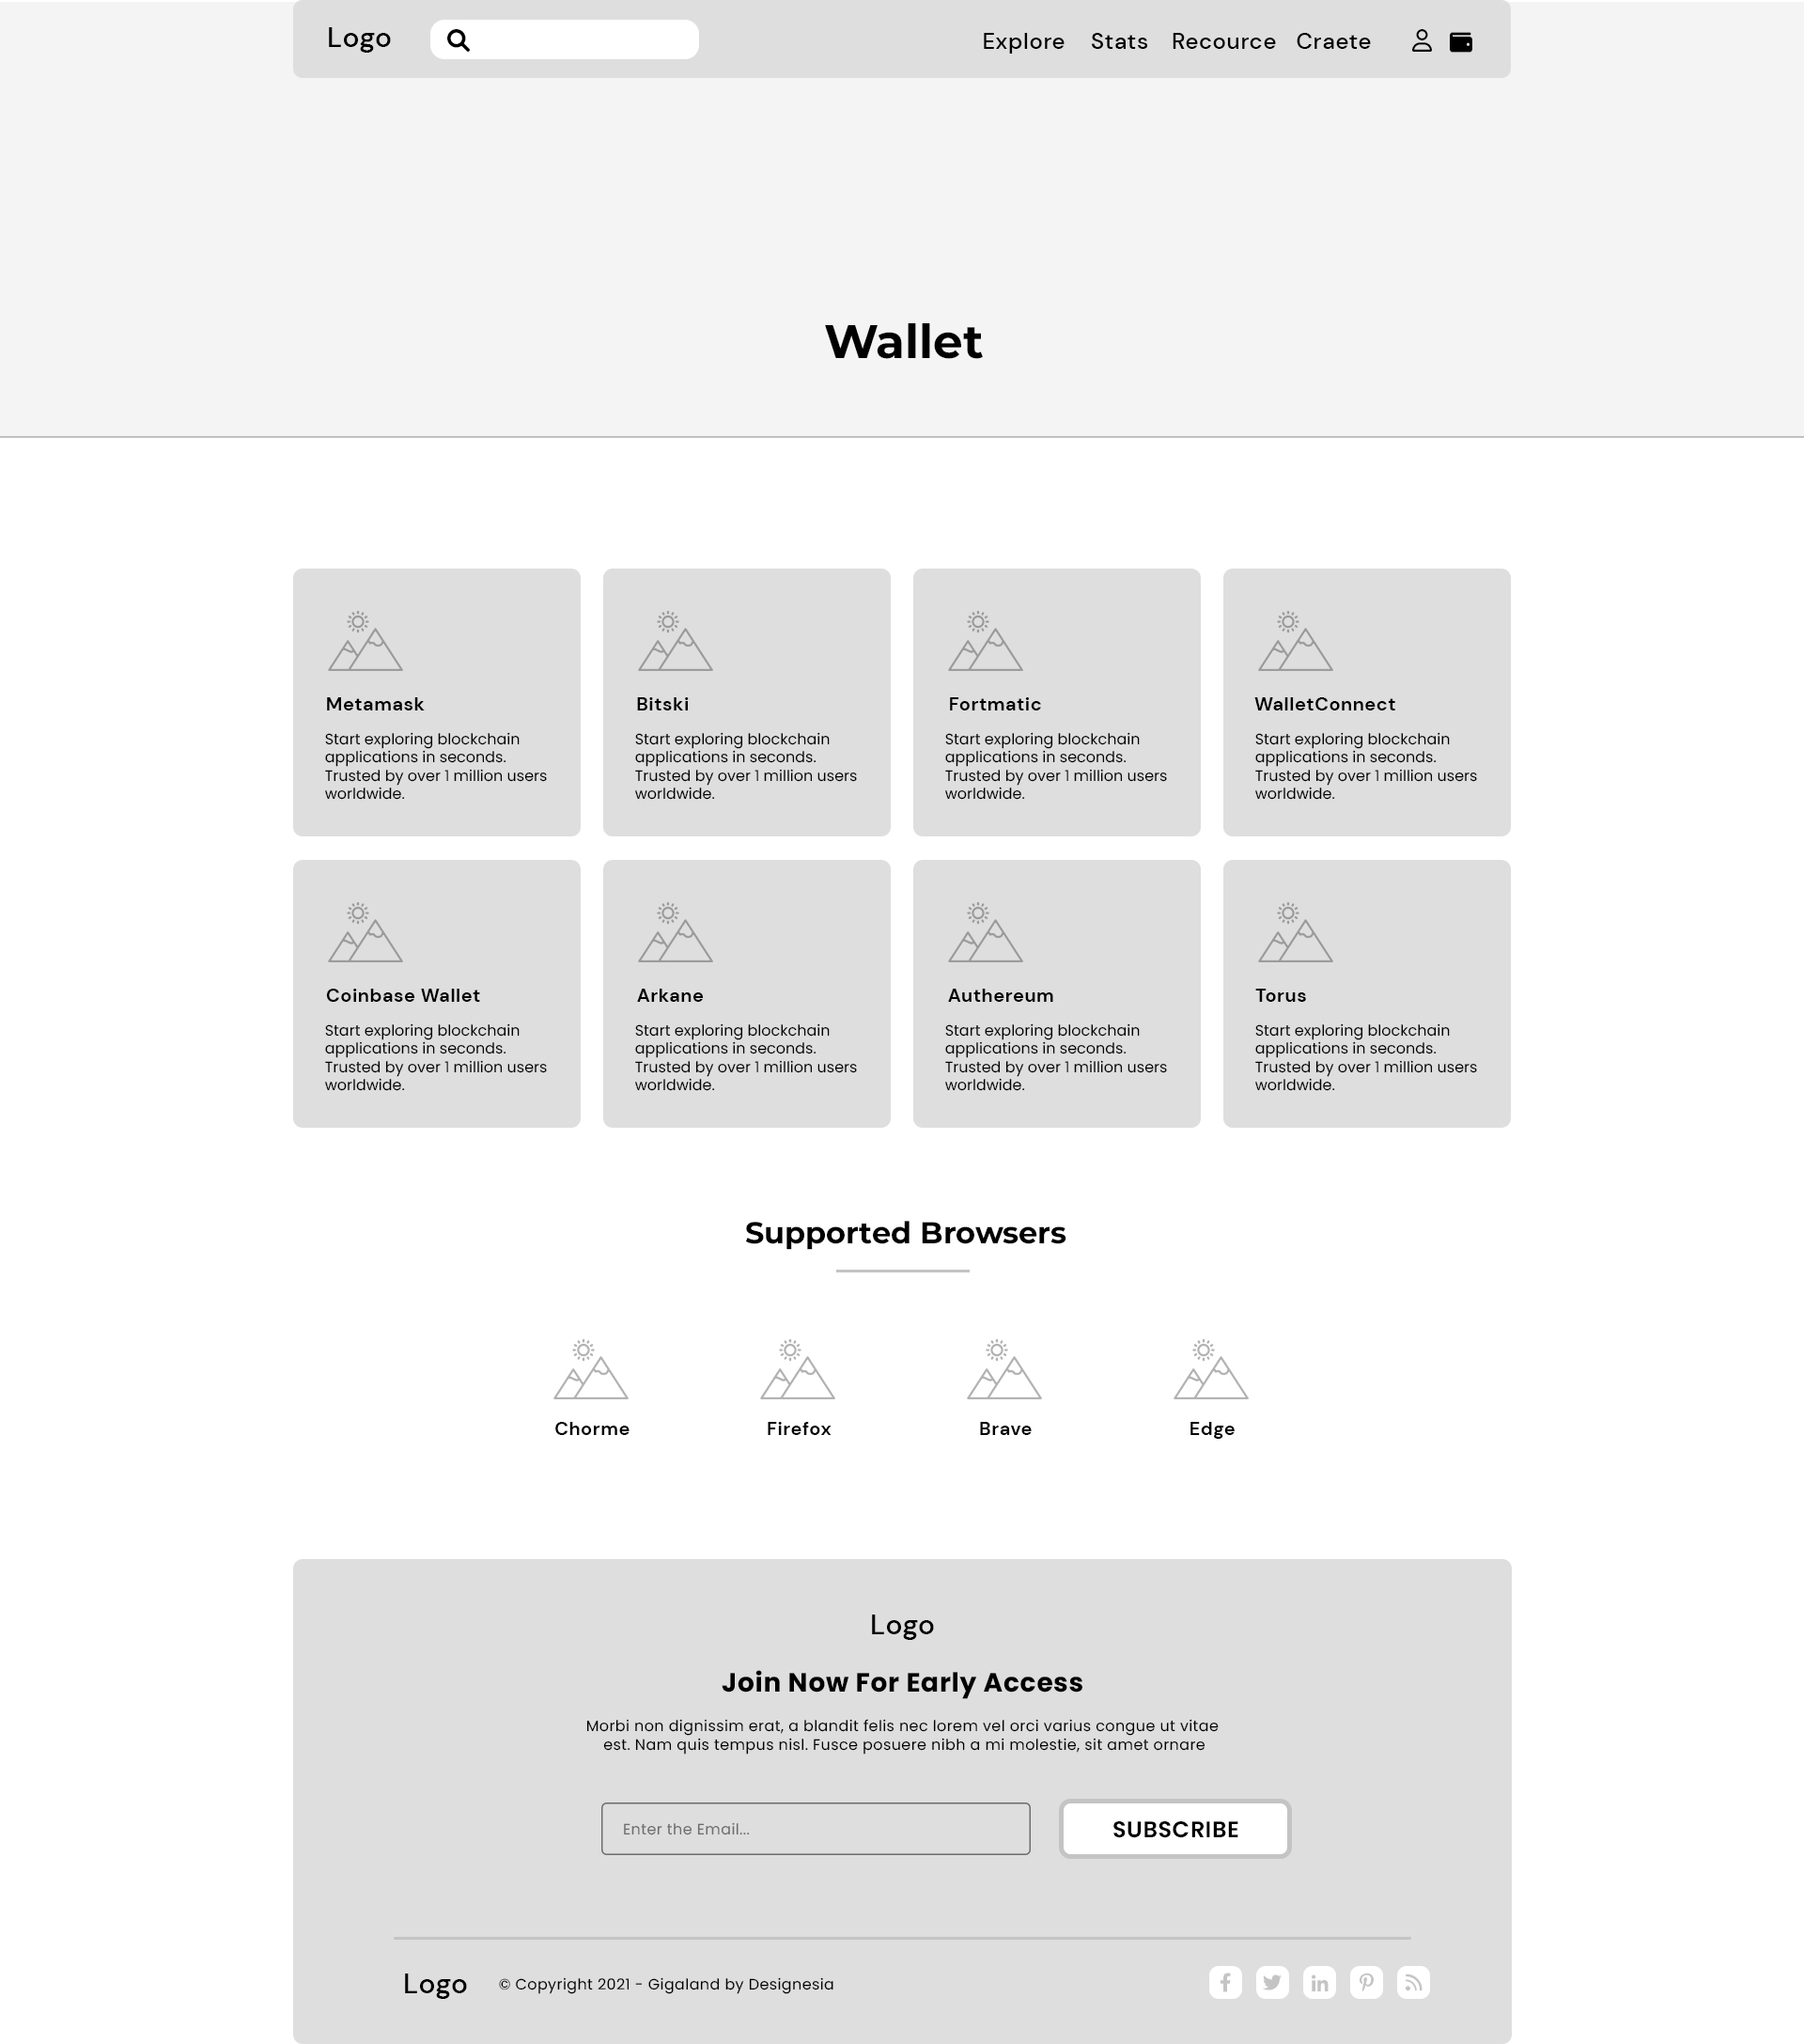 Logo
Explore Stats Recource Craete
Wallet
Metamask
Start exploring blockchain
applications in seconds.
Trusted by over 1 million users
worldwide.
Bitski
Start exploring blockchain
applications in seconds.
Trusted by over 1 million users
worldwide.
Fortmatic
Start exploring blockchain
applications in seconds.
Trusted by over 1 million users
worldwide.
WalletConnect
Start exploring blockchain
applications in seconds.
Trusted by over 1 million users
worldwide.
Coinbase Wallet
Start exploring blockchain
applications in seconds.
Trusted by over 1 million users
worldwide.
Arkane
Start exploring blockchain
applications in seconds.
Trusted by over 1 million users
worldwide.
Authereum
Start exploring blockchain
applications in seconds.
Trusted by over 1 million users
worldwide.
Torus
Start exploring blockchain
applications in seconds.
Trusted by over 1 million users
worldwide.
Supported Browsers
Chorme
Firefox
Brave
Edge
Logo
Join Now For Early Access
Morbi non dignissim erat, a blandit felis nec lorem vel orci varius congue ut vitae
est. Nam quis tempus nisl. Fusce posuere nibh a mi molestie, sit amet ornare
Enter the Email...
SUBSCRIBE
Logo
© Copyright 2021 - Gigaland by Designesia